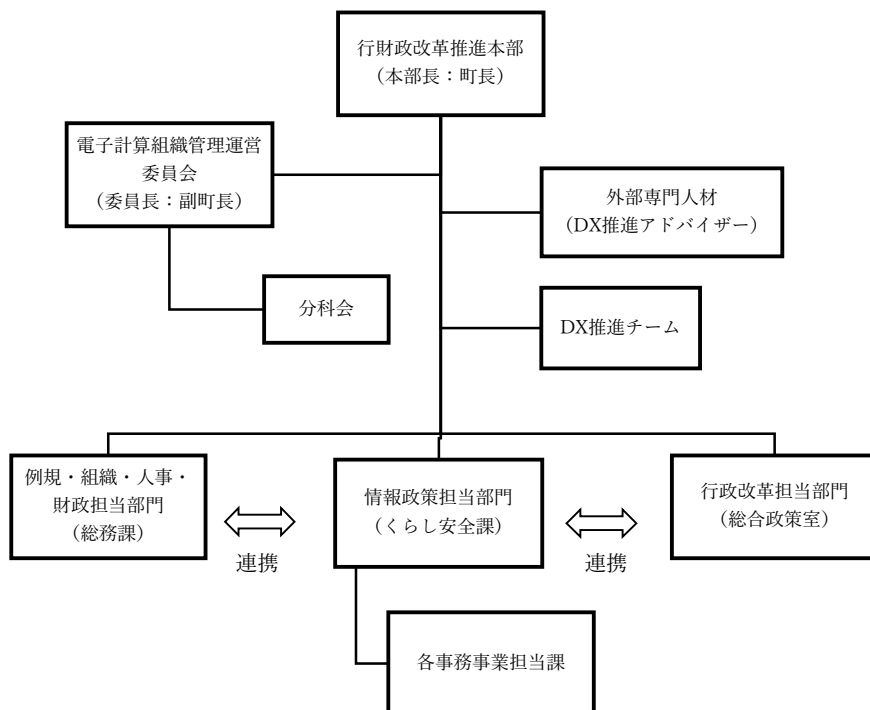 行財政改革推進本部
（本部長：町長）
電子計算組織管理運営
委員会
（委員長：副町長）
外部専門人材
（DX推進アドバイザー）
分科会
DX推進チーム
例規・組織・人事・
財政担当部門
（総務課）
連携
情報政策担当部門
（くらし安全課）
連携
行政改革担当部門
（総合政策室）
各事務事業担当課